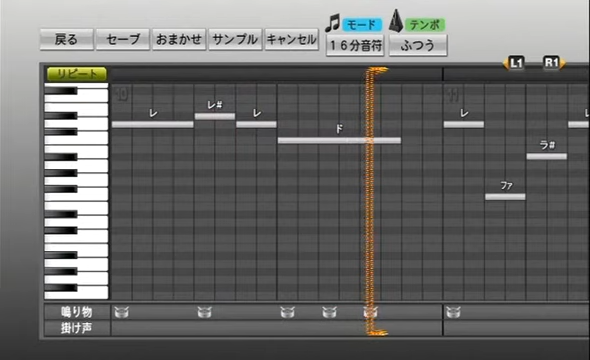 モード
テンポ
戻る セーブ おまかせ サンプル キャンセル 16分音符 ふつう
L1 R1
リピート
10 11
レ レ# レ ド レ ファ ラ# レ
鳴り物
掛け声